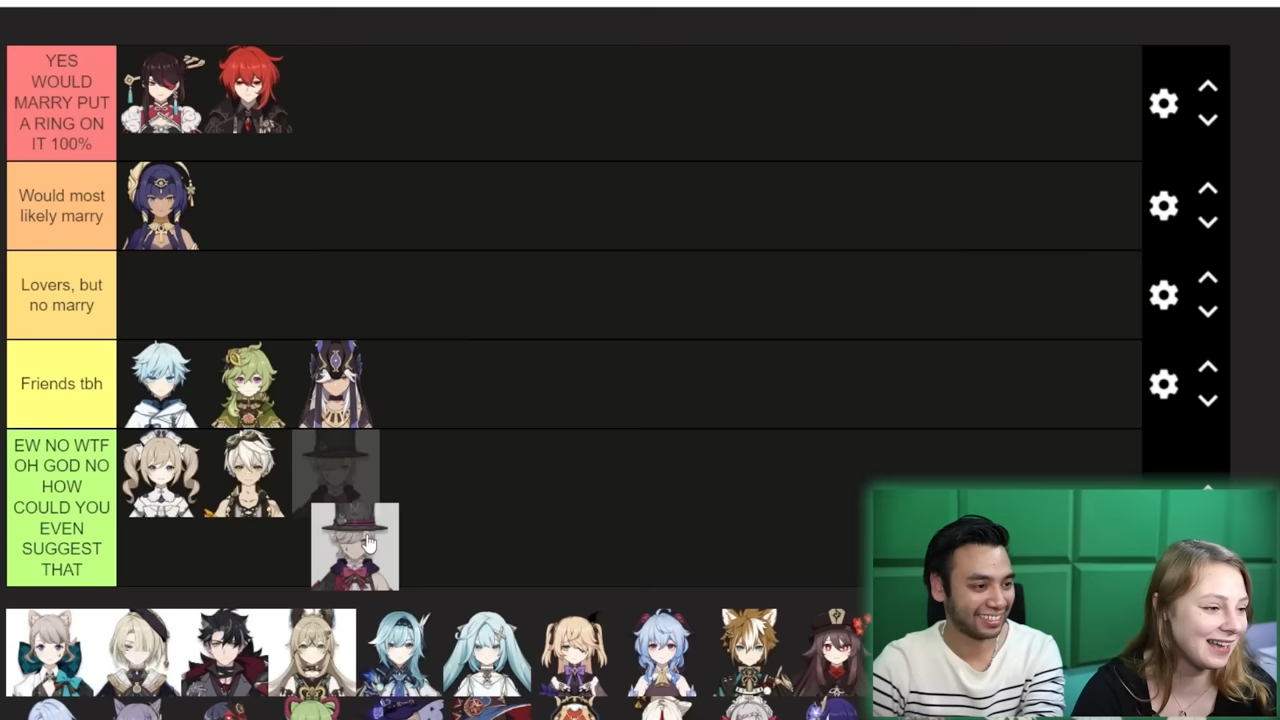 YES
WOULD
MARRY PUT
A RING ON
IT 100%
Would most
likely marry
Lovers, but
no marry
Friends tbh
EW NO WTF
OH GOD NO
HOW
COULD YOU
EVEN
SUGGEST
THAT